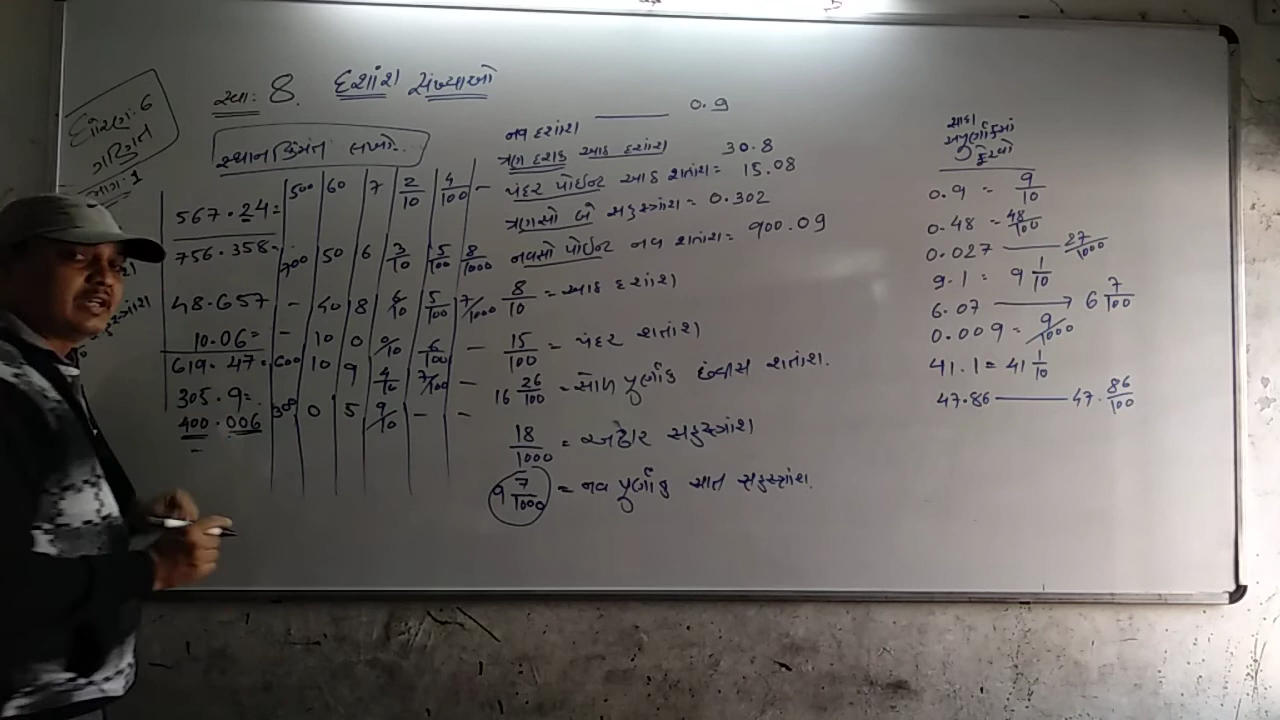 ધોરણ: 6
ગણિત
ભાગ: 1
સ્વા: 8. દશાંશ સંખ્યાઓ
સ્થાનકિંમત લખો.
567.24 = 500 60 7 2/10 4/100 -
756.358 = 700 50 6 3/10 5/100 8/1000
48.657 - 40 8 6/10 5/100 7/1000
10.06 = - 10 0 0/10 6/100 -
619.47 = 600 10 9 4/10 7/100 -
305.9 = 300 0 5 9/10 - -
400.006
નવ દશાંશ 0.9
ત્રણ દશક આઠ દશાંશ 30.8
પંદર પોઈન્ટ આઠ શતાંશ = 15.08
ત્રણસો બે સહસ્ત્રાંશ = 0.302
નવસો પોઈન્ટ નવ શતાંશ = 900.09
8/10 = આઠ દશાંશ
15/100 = પંદર શતાંશ
16 26/100 = સોળ પૂર્ણાંક છવ્વીસ શતાંશ.
18/1000 = અઢાર સહસ્ત્રાંશ
9 7/1000 = નવ પૂર્ણાંક સાત સહસ્ત્રાંશ.
સાદા
અપૂર્ણાંકમાં
ફેરવો
0.9 = 9/10
0.48 = 48/100
0.027 — 27/1000
9.1 = 9 1/10
6.07 → 6 7/100
0.009 = 9/1000
41.1 = 41 1/10
47.86 — 47. 86/100